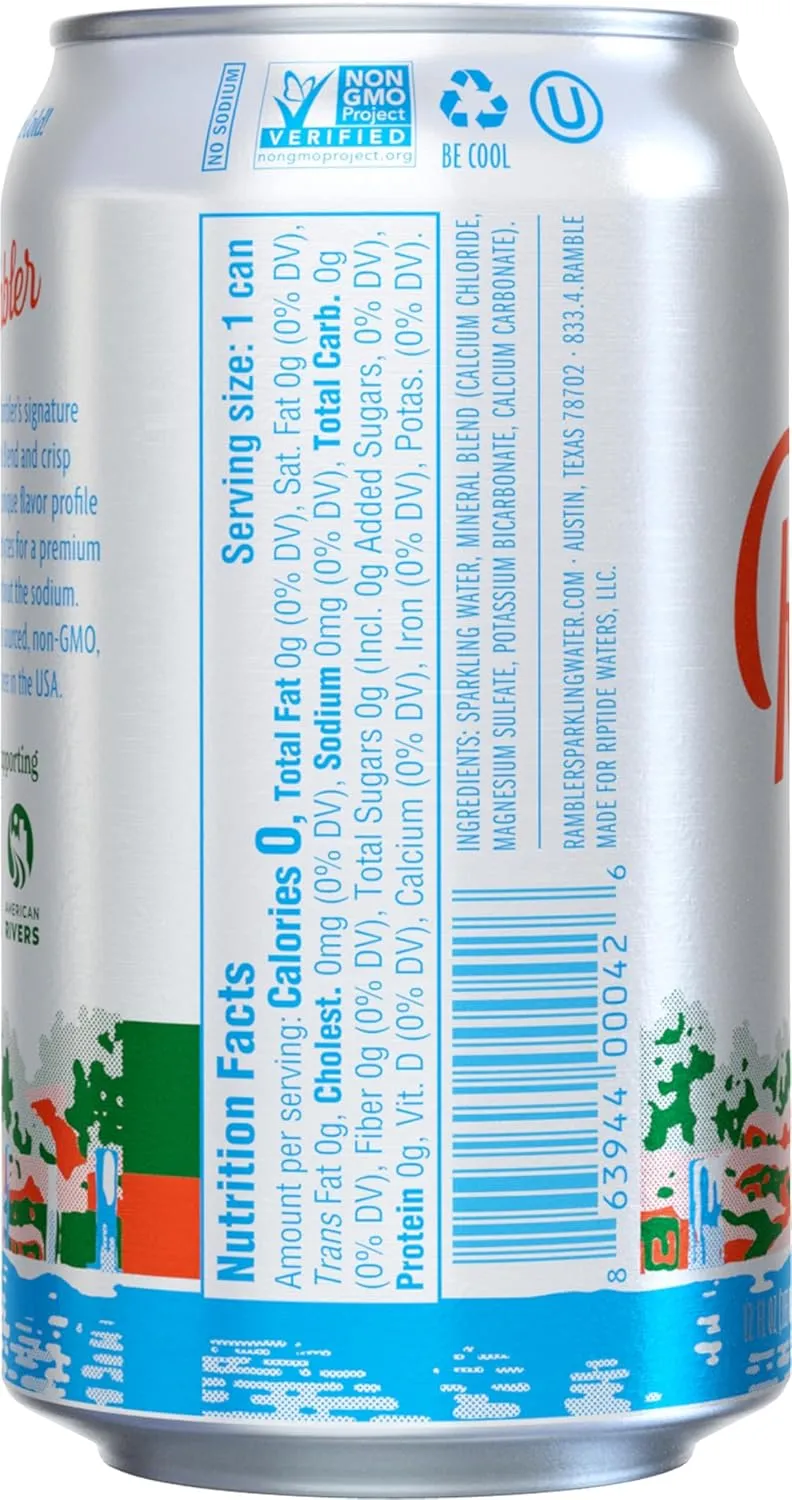 NO SODIUM
NON
GMO
Project
VERIFIED
nongmoproject.org
BE COOL
U
signature
and crisp
flavor profile
for a premium
the sodium.
non-GMO,
in the USA.
AMERICAN
RIVERS
Nutrition Facts Serving size: 1 can
Amount per serving: Calories 0, Total Fat 0g (0% DV), Sat. Fat 0g (0% DV),
Trans Fat 0g, Cholest. 0mg (0% DV), Sodium 0mg (0% DV), Total Carb. 0g
(0% DV), Fiber 0g (0% DV), Total Sugars 0g (Incl. 0g Added Sugars, 0% DV),
Protein 0g, Vit. D (0% DV), Calcium (0% DV), Iron (0% DV), Potas. (0% DV).
INGREDIENTS: SPARKLING WATER, MINERAL BLEND (CALCIUM CHLORIDE,
MAGNESIUM SULFATE, POTASSIUM BICARBONATE, CALCIUM CARBONATE).
RAMBLERSPARKLINGWATER.COM · AUSTIN, TEXAS 78702 · 833.4.RAMBLE
MADE FOR RIPTIDE WATERS, LLC.
8 63944 00042 6
12 FL OZ